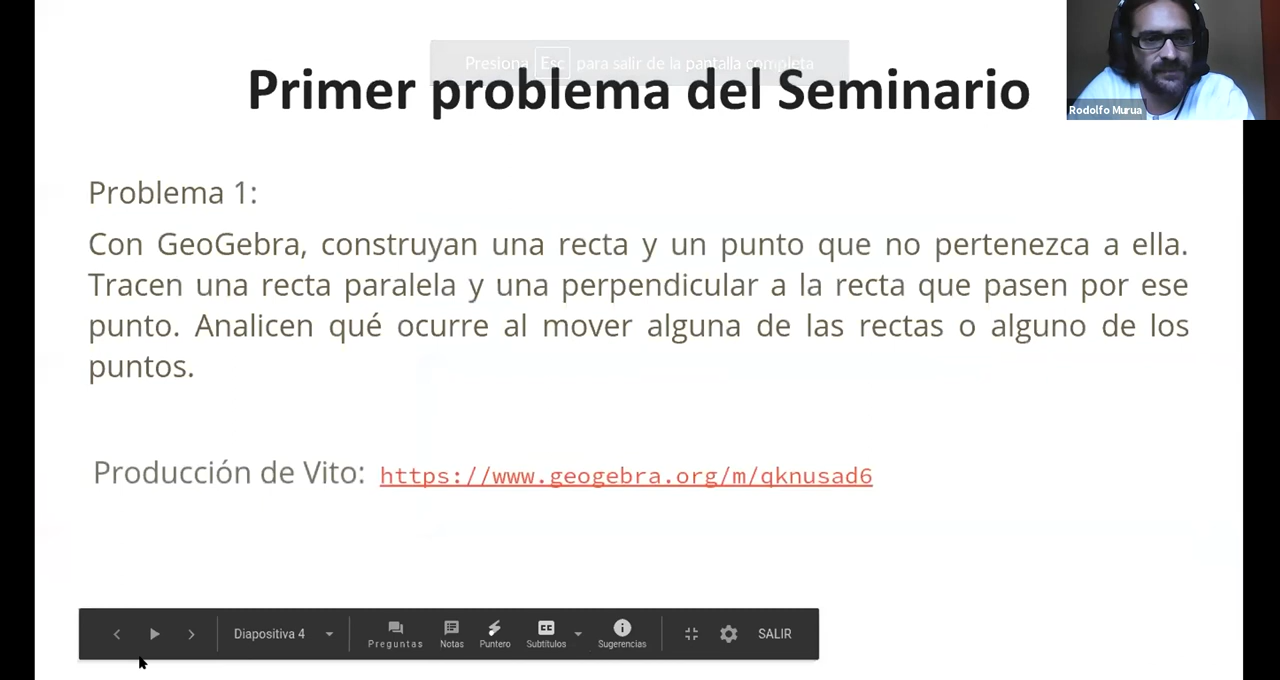 Presiona Esc para salir de la pantalla completa
Primer problema del Seminario
Rodolfo Murua
Problema 1:
Con GeoGebra, construyan una recta y un punto que no pertenezca a ella.
Tracen una recta paralela y una perpendicular a la recta que pasen por ese
punto. Analicen qué ocurre al mover alguna de las rectas o alguno de los
puntos.
Producción de Vito: https://www.geogebra.org/m/qknusad6
Diapositiva 4 Preguntas Notas Puntero Subtítulos Sugerencias SALIR